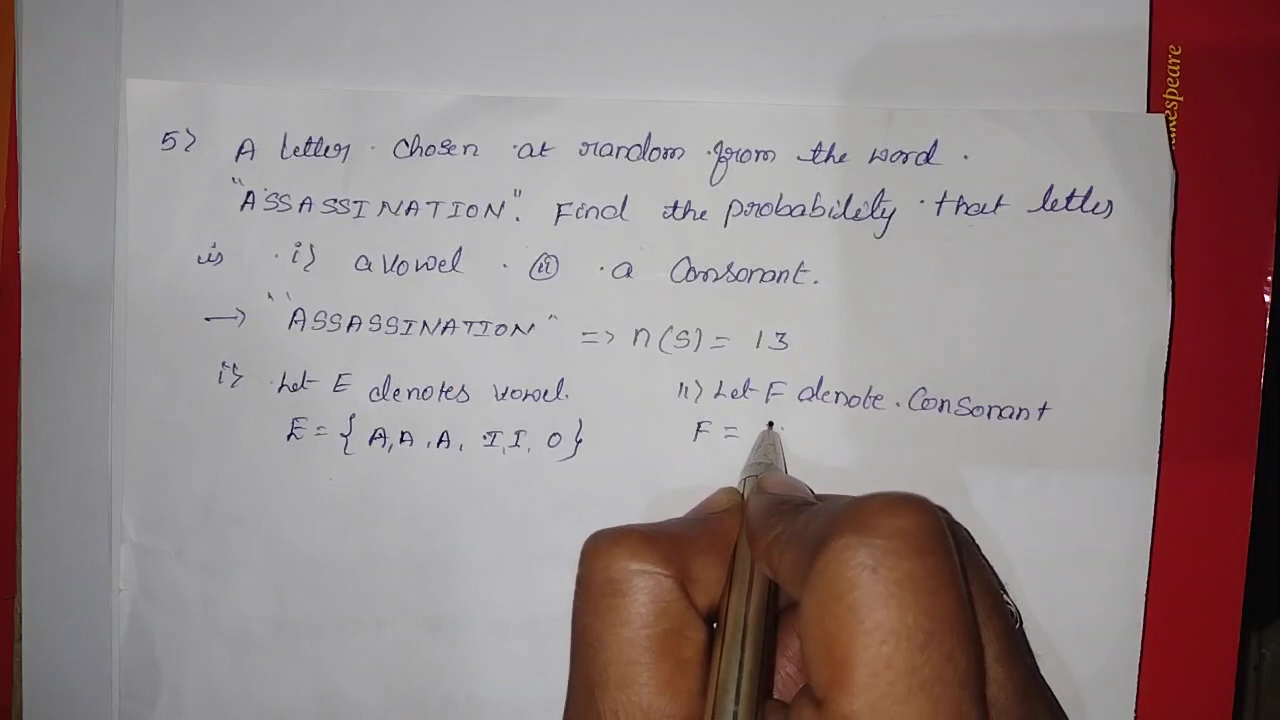 5) A letter chosen at random from the word
"ASSASSINATION". Find the probability that letter
is i) a vowel (ii) a Consonant.
→ "ASSASSINATION" => n(S) = 13
i) Let E denotes vowel.
E = {A, A, A, I, I, O}
ii) Let F denote Consonant
F =